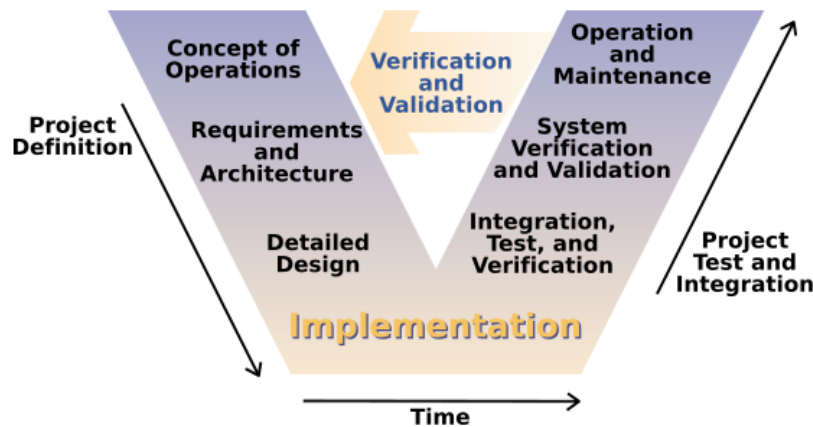 Concept of
Operations
Verification
and
Validation
Operation
and
Maintenance
Project
Definition
Requirements
and
Architecture
System
Verification
and Validation
Detailed
Design
Integration,
Test, and
Verification
Project
Test and
Integration
Implementation
Time